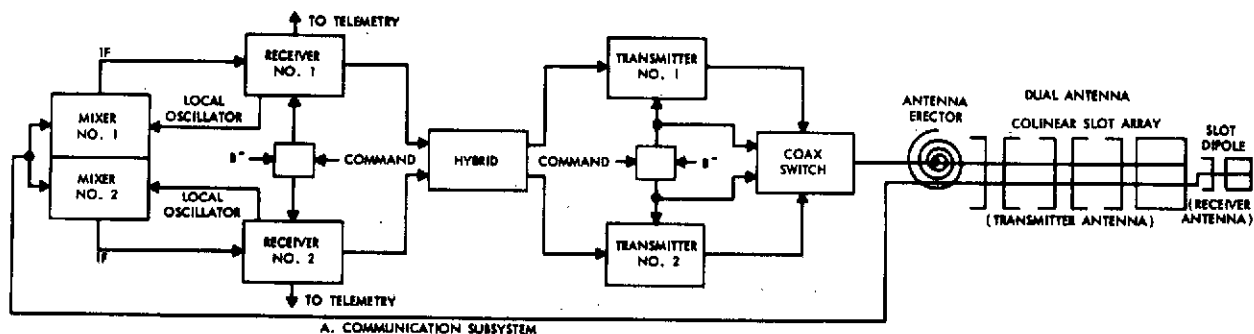 TO TELEMETRY
IF
RECEIVER
NO. 1
TRANSMITTER
NO. 1
LOCAL
OSCILLATOR
MIXER
NO. 1
MIXER
NO. 2
B-
COMMAND
HYBRID
COMMAND
B-
COAX
SWITCH
ANTENNA
ERECTOR
DUAL ANTENNA
COLINEAR SLOT ARRAY
SLOT
DIPOLE
(TRANSMITTER ANTENNA)
(RECEIVER
ANTENNA)
LOCAL
OSCILLATOR
IF
RECEIVER
NO. 2
TRANSMITTER
NO. 2
TO TELEMETRY
A. COMMUNICATION SUBSYSTEM